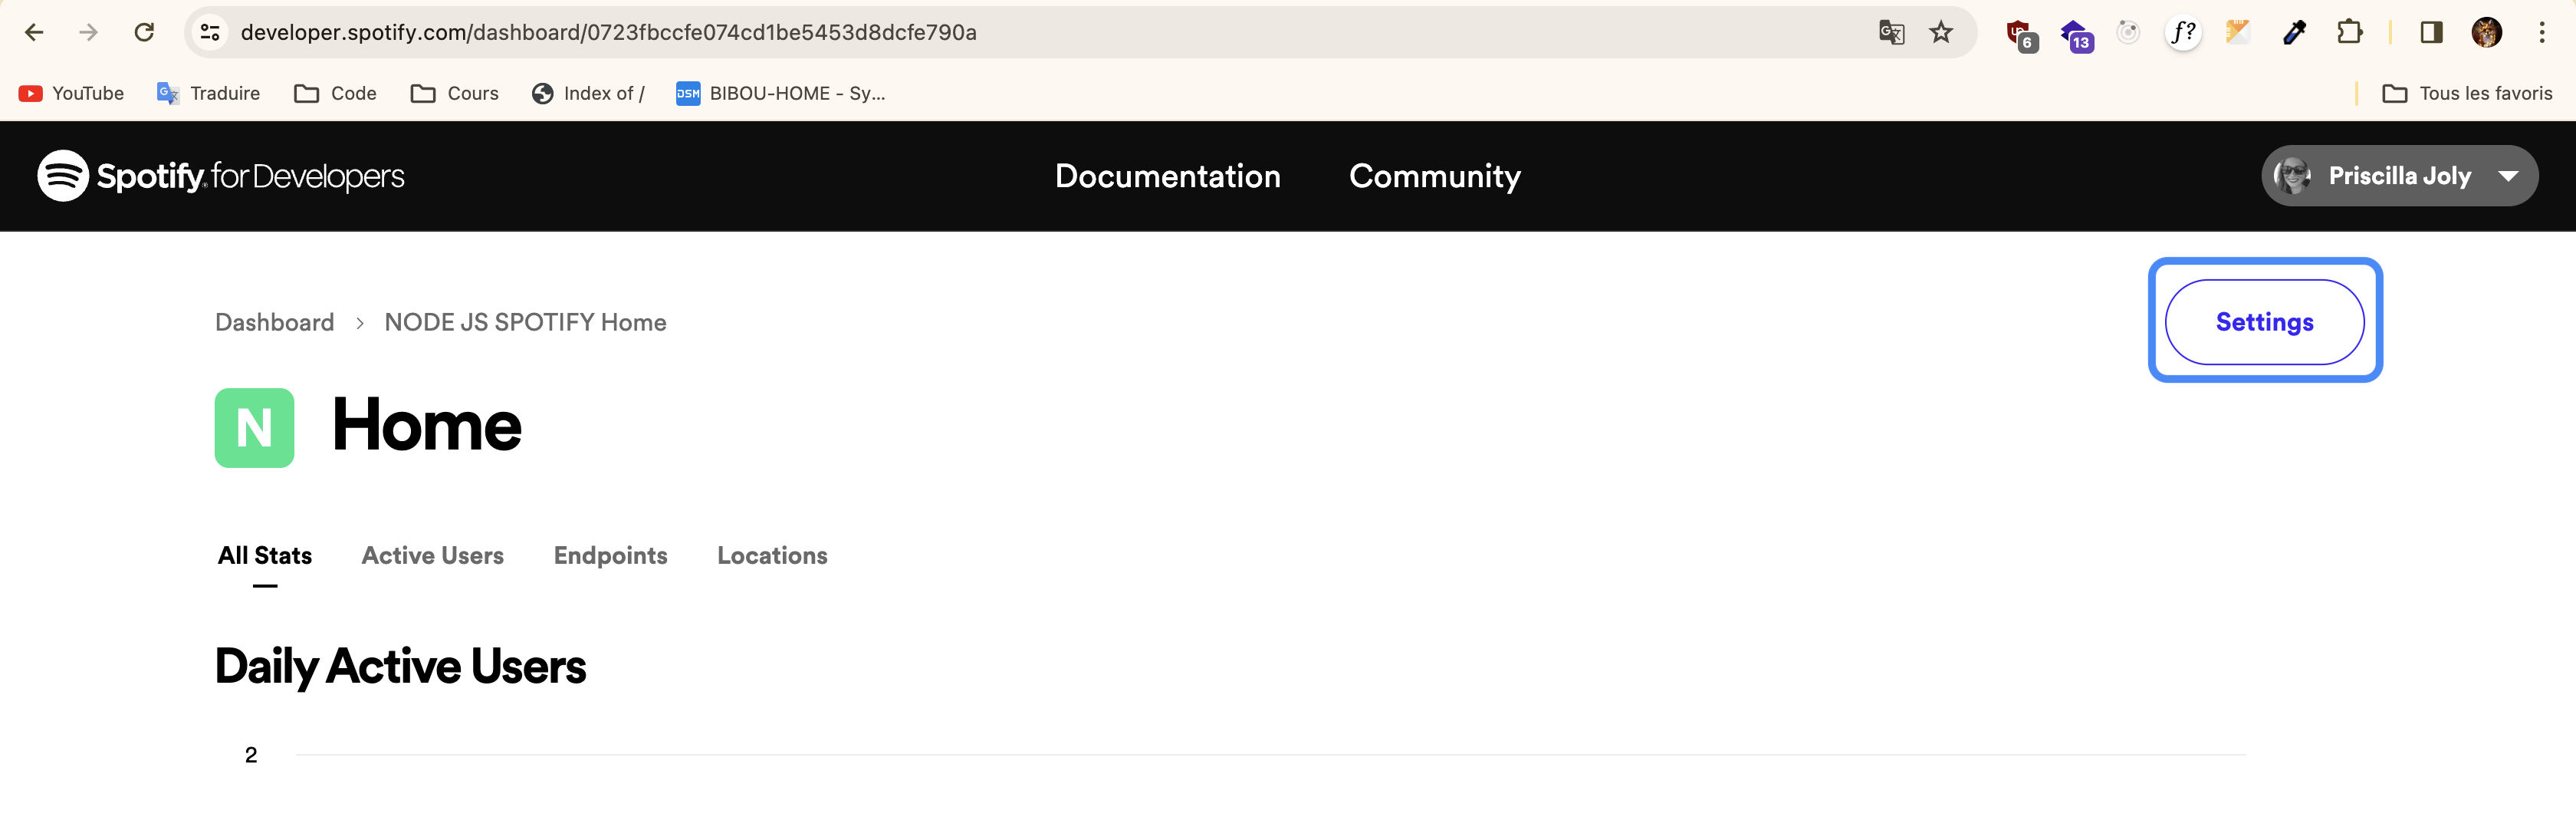 developer.spotify.com/dashboard/0723fbccfe074cd1be5453d8dcfe790a
6 13 f?
YouTube Traduire Code Cours Index of / DSM BIBOU-HOME - Sy... Tous les favoris
Spotify for Developers Documentation Community Priscilla Joly
Dashboard > NODE JS SPOTIFY Home Settings
N Home
All Stats Active Users Endpoints Locations
Daily Active Users
2